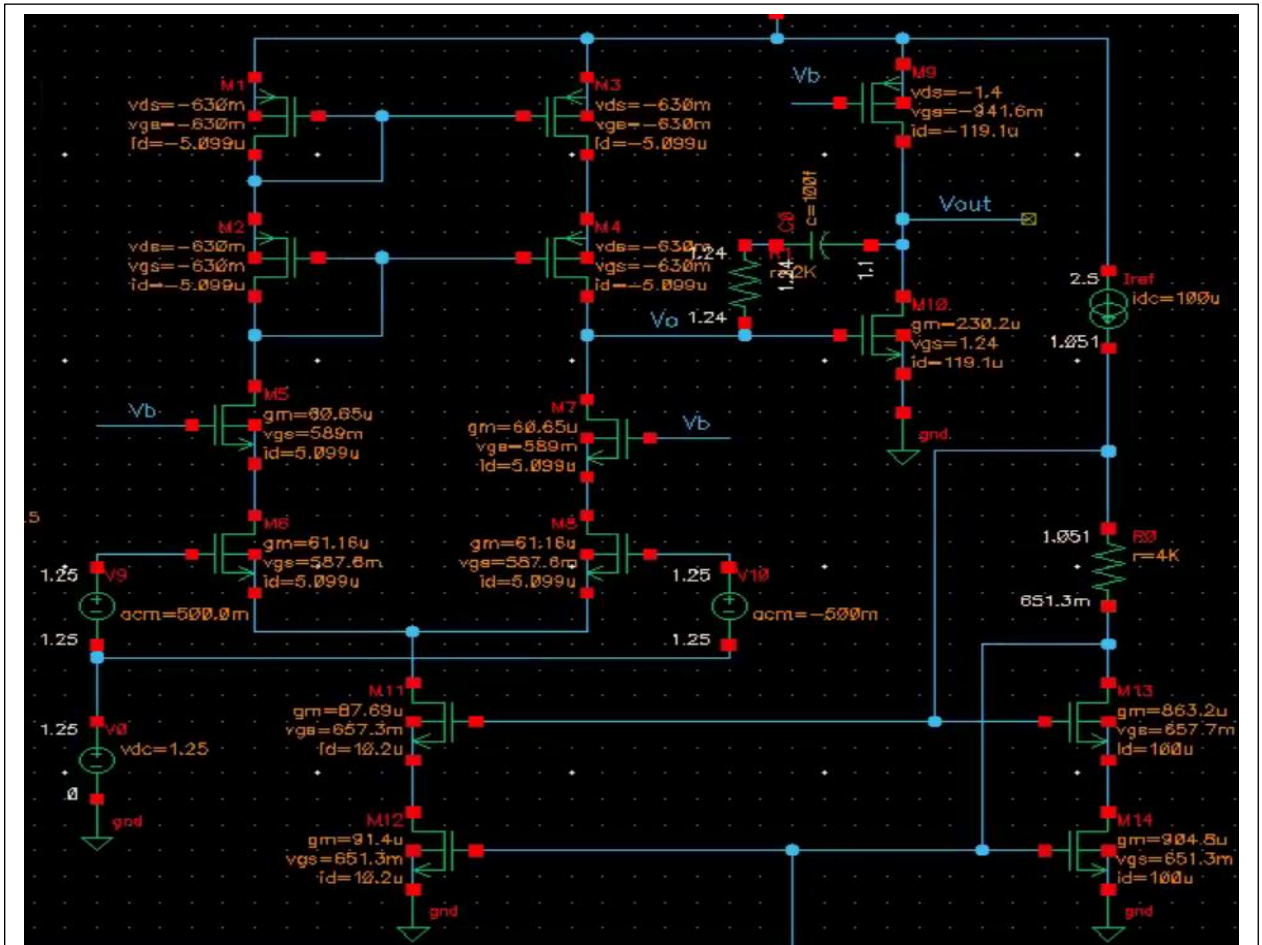 M1
vds=-630m
vgs=-630m
id=-5.099u
M3
vds=-630m
vgs=-630m
id=-5.099u
Vb
M9
vds=-1.4
vgs=-941.6m
id=-119.1u
M2
vds=-630m
vgs=-630m
id=-5.099u
M4
vds=-630m
vgs=-630m
id=-5.099u
C0
c=100f
Vout
1.24
1.24
1.1
2K
2.5
Iref
idc=100u
1.051
Vo
1.24
M10
gm=230.2u
vgs=1.24
id=119.1u
gnd
Vb
M5
gm=60.65u
vgs=589m
id=5.099u
M7
gm=60.65u
vgs=589m
id=5.099u
Vb
.5
M6
gm=61.16u
vgs=587.6m
id=5.099u
M8
gm=61.16u
vgs=587.6m
id=5.099u
1.051
R0
r=4K
651.3m
1.25
V9
acm=500.0m
1.25
1.25
V10
acm=-500m
1.25
1.25
V0
vdc=1.25
0
gnd
M11
gm=87.69u
vgs=657.3m
id=10.2u
M13
gm=863.2u
vgs=657.7m
id=100u
M12
gm=91.4u
vgs=651.3m
id=10.2u
gnd
M14
gm=904.8u
vgs=651.3m
id=100u
gnd